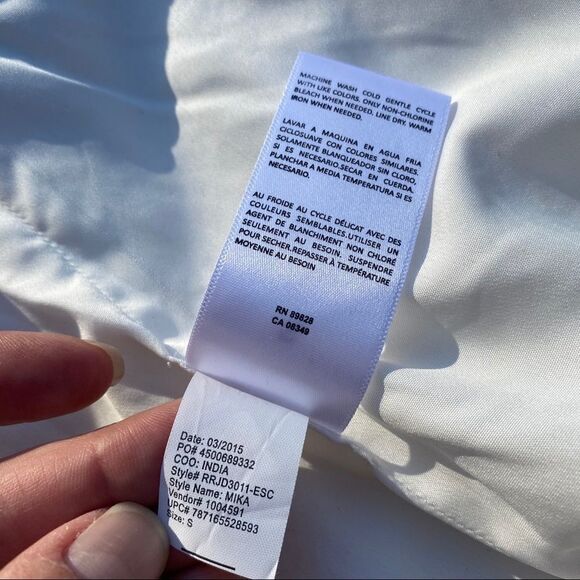 MACHINE WASH COLD GENTLE CYCLE
WITH LIKE COLORS. ONLY NON-CHLORINE
BLEACH WHEN NEEDED. LINE DRY. WARM
IRON WHEN NEEDED.
LAVAR A MAQUINA EN AGUA FRIA
CICLOSUAVE CON COLORES SIMILARES.
SOLAMENTE BLANQUEADOR SIN CLORO,
SI ES NECESARIO.SECAR EN CUERDA.
PLANCHAR A MEDIA TEMPERATURA SI ES
NECESARIO.
AU FROIDE AU CYCLE DÉLICAT AVEC DES
COULEURS SEMBLABLES.UTILISER UN
AGENT DE BLANCHIMENT NON CHLORÉ
SEULEMENT AU BESOIN. SUSPENDRE
POUR SECHER.REPASSER À TEMPÉRATURE
MOYENNE AU BESOIN
RN 89828
CA 08349
Date: 03/2015
PO# 4500689332
COO: INDIA
Style# RRJD3011-ESC
Style Name: MIKA
Vendor# 1004591
UPC# 787165528593
Size: S